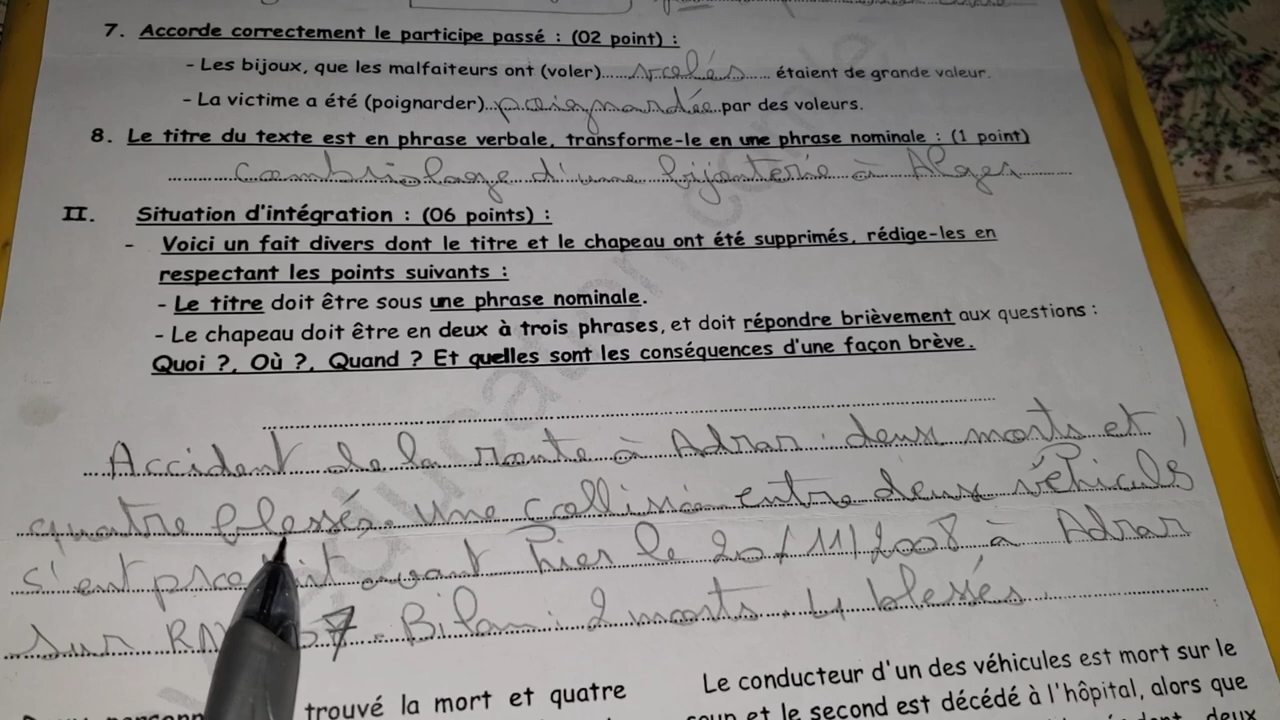 7. Accorde correctement le participe passé : (02 point) :
- Les bijoux, que les malfaiteurs ont (voler)......volés...... étaient de grande valeur.
- La victime a été (poignarder)..poignardée..par des voleurs.
8. Le titre du texte est en phrase verbale, transforme-le en une phrase nominale : (1 point)
Cambriolage d'une bijouterie à Alger
II. Situation d'intégration : (06 points) :
- Voici un fait divers dont le titre et le chapeau ont été supprimés, rédige-les en
respectant les points suivants :
- Le titre doit être sous une phrase nominale.
- Le chapeau doit être en deux à trois phrases, et doit répondre brièvement aux questions :
Quoi ?, Où ?, Quand ? Et quelles sont les conséquences d'une façon brève.
Accident de la route à Adrar : deux morts et
quatre blessés. Une collision entre deux véhiculs
s'ent avant hier le 20/11/2008 à Adrar
sur Bilan : 2 morts. 4 blessés.
trouvé la mort et quatre
Le conducteur d'un des véhicules est mort sur le
coup et le second est décédé à l'hôpital, alors que